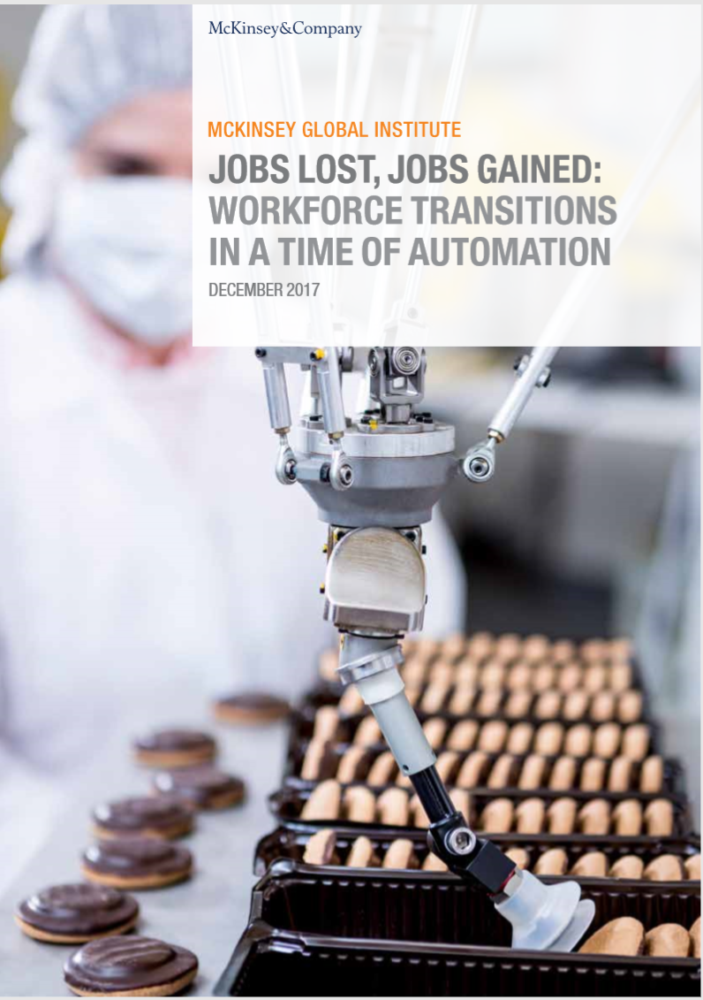 McKinsey&Company
MCKINSEY GLOBAL INSTITUTE
JOBS LOST, JOBS GAINED:
WORKFORCE TRANSITIONS
IN A TIME OF AUTOMATION
DECEMBER 2017